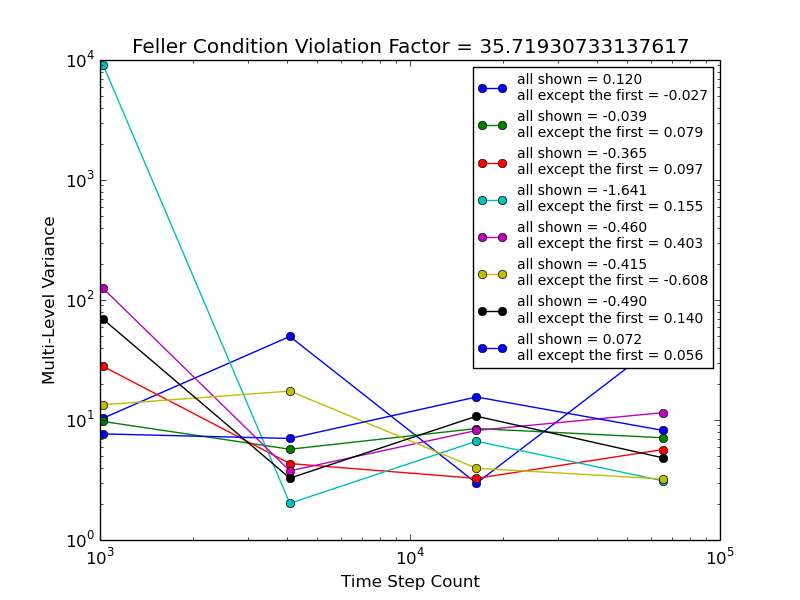 Feller Condition Violation Factor = 35.71930733137617
all shown = 0.120
all except the first = -0.027
all shown = -0.039
all except the first = 0.079
all shown = -0.365
all except the first = 0.097
all shown = -1.641
all except the first = 0.155
all shown = -0.460
all except the first = 0.403
all shown = -0.415
all except the first = -0.608
all shown = -0.490
all except the first = 0.140
all shown = 0.072
all except the first = 0.056
Multi-Level Variance
10^4
10^3
10^2
10^1
10^0
10^3 10^4 10^5
Time Step Count